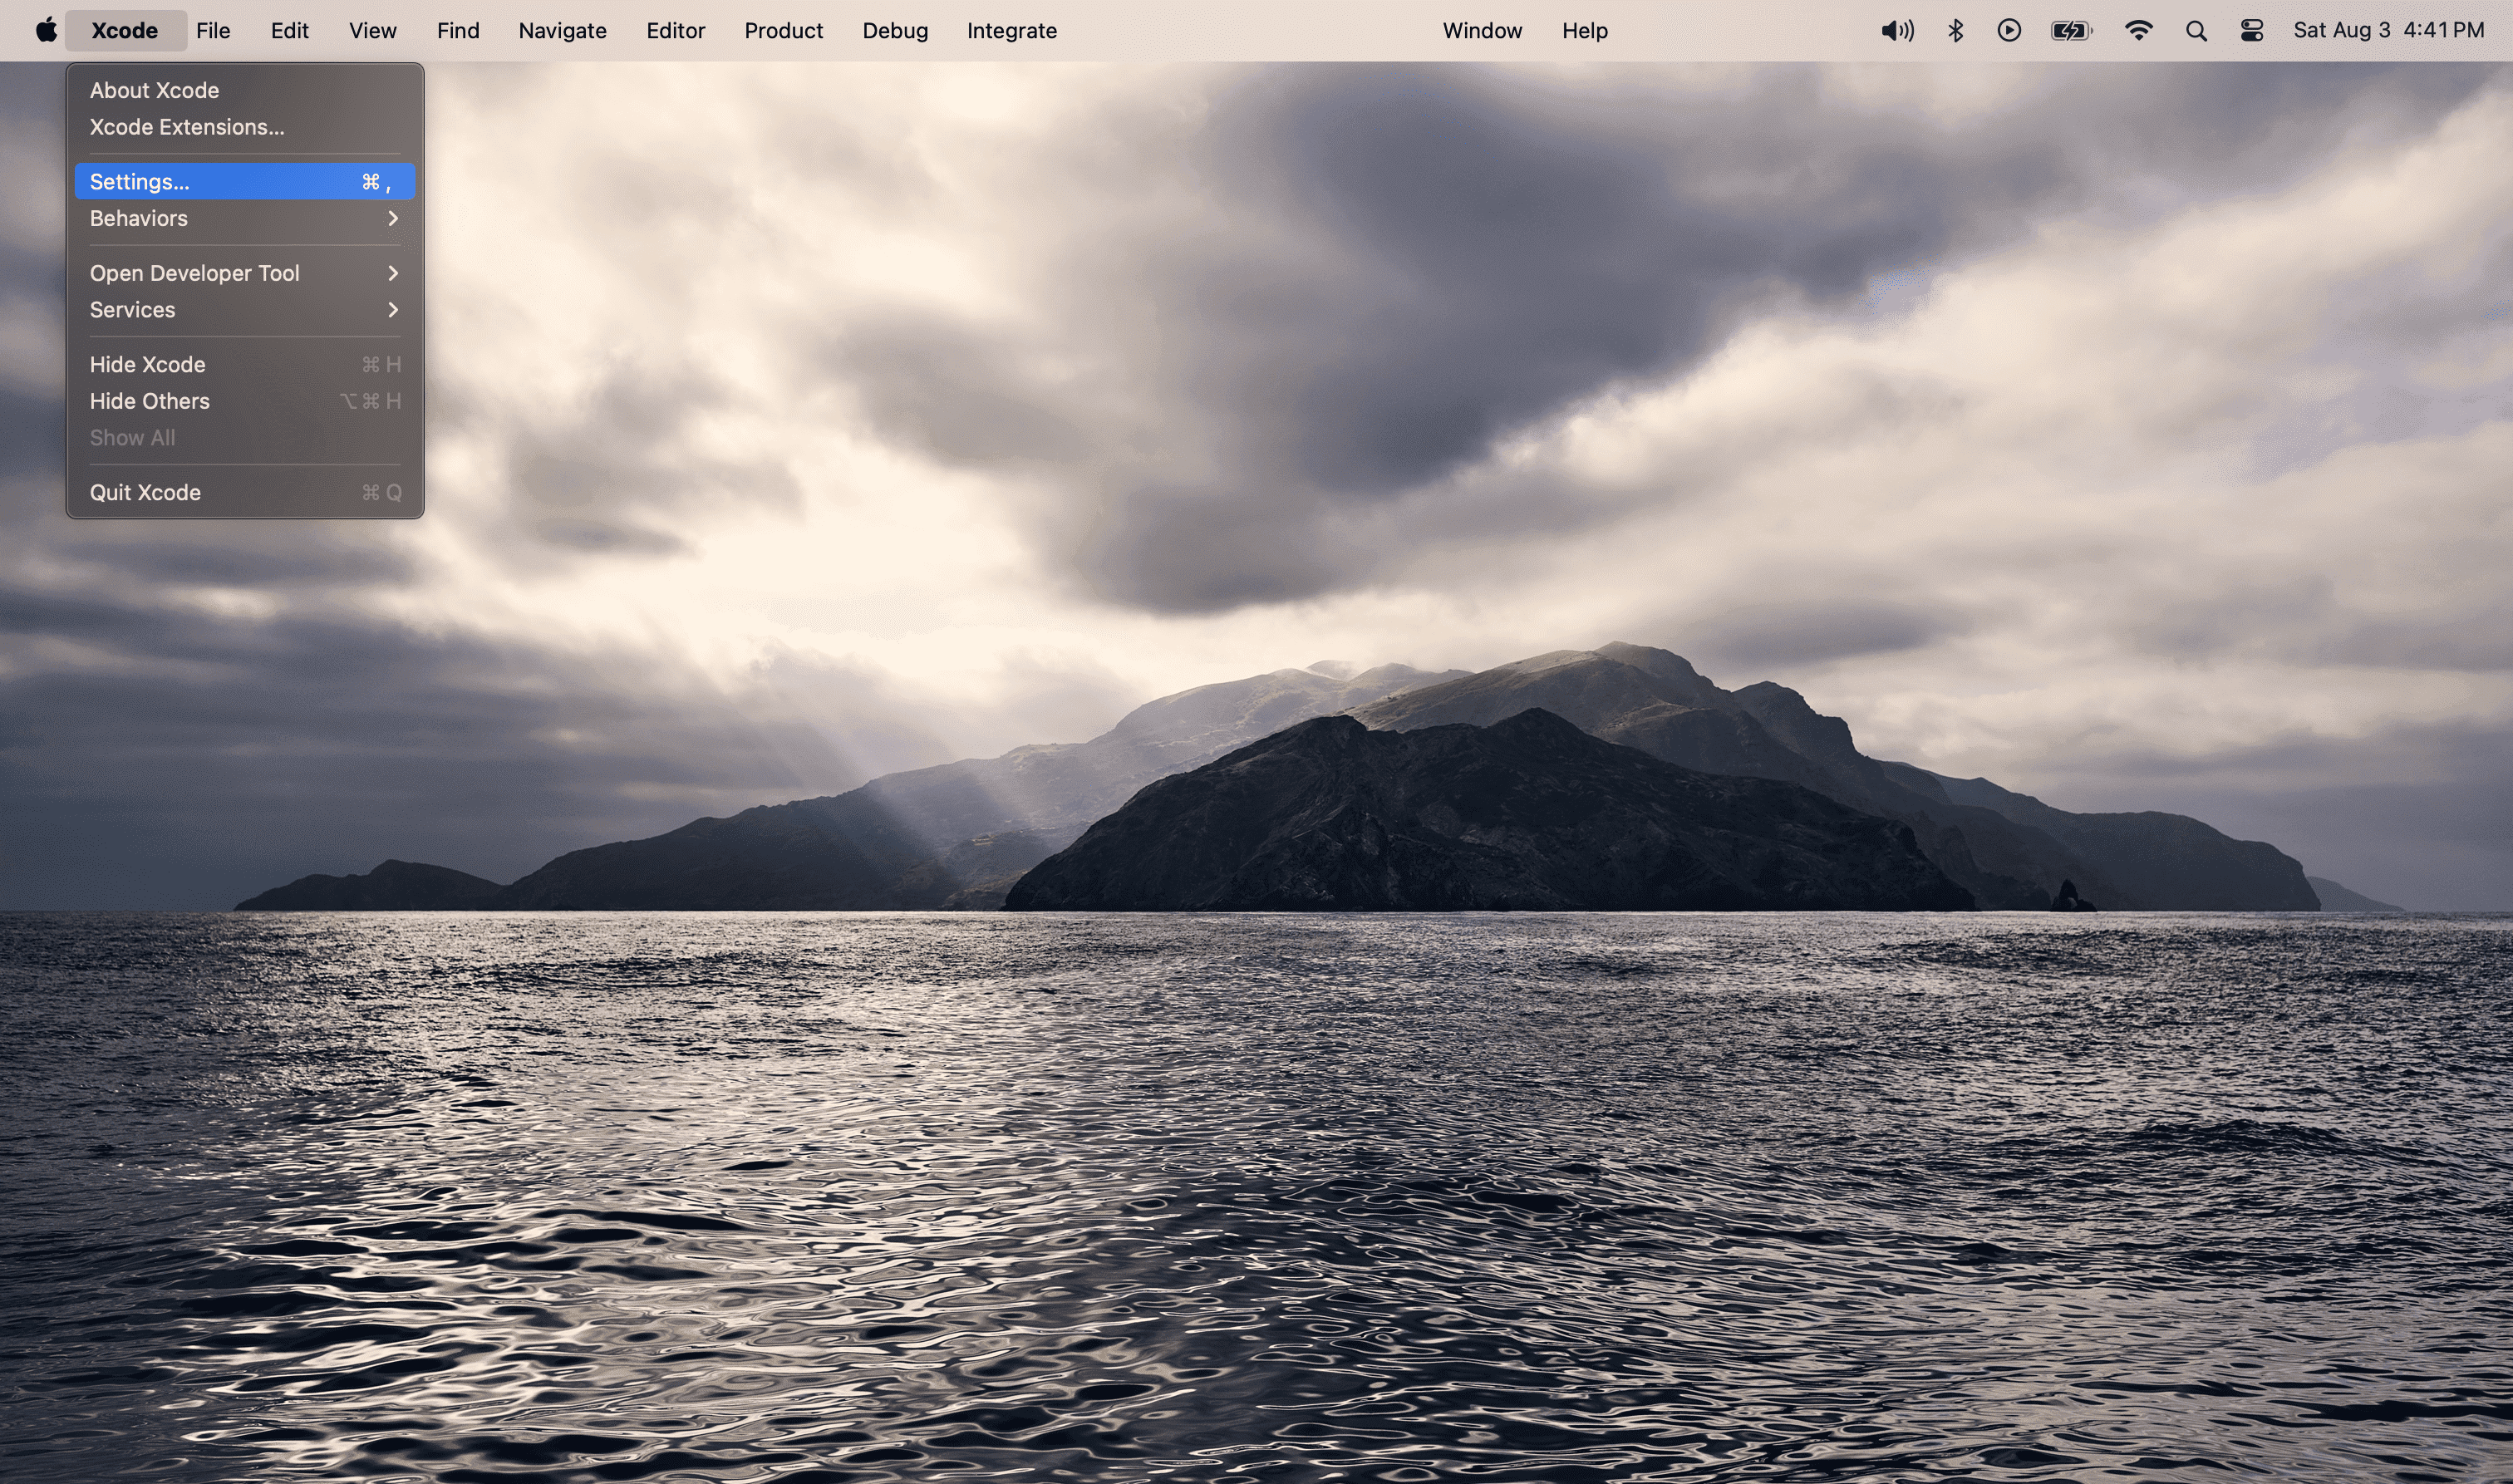 Xcode File Edit View Find Navigate Editor Product Debug Integrate Window Help Sat Aug 3 4:41 PM
About Xcode
Xcode Extensions...
Settings... ⌘ ,
Behaviors
Open Developer Tool
Services
Hide Xcode ⌘ H
Hide Others ⌥ ⌘ H
Show All
Quit Xcode ⌘ Q